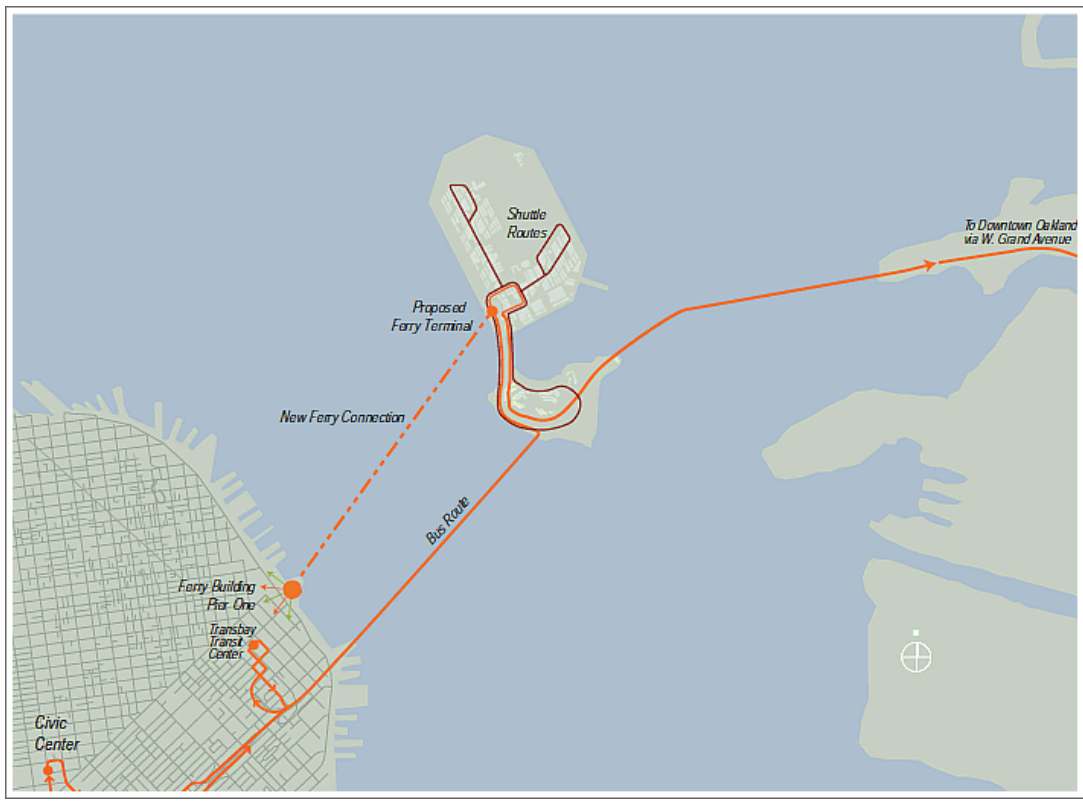 Shuttle
Routes
To Downtown Oakland
via W. Grand Avenue
Proposed
Ferry Terminal
New Ferry Connection
Bus Route
Ferry Building
Pier One
Transbay
Transit
Center
Civic
Center